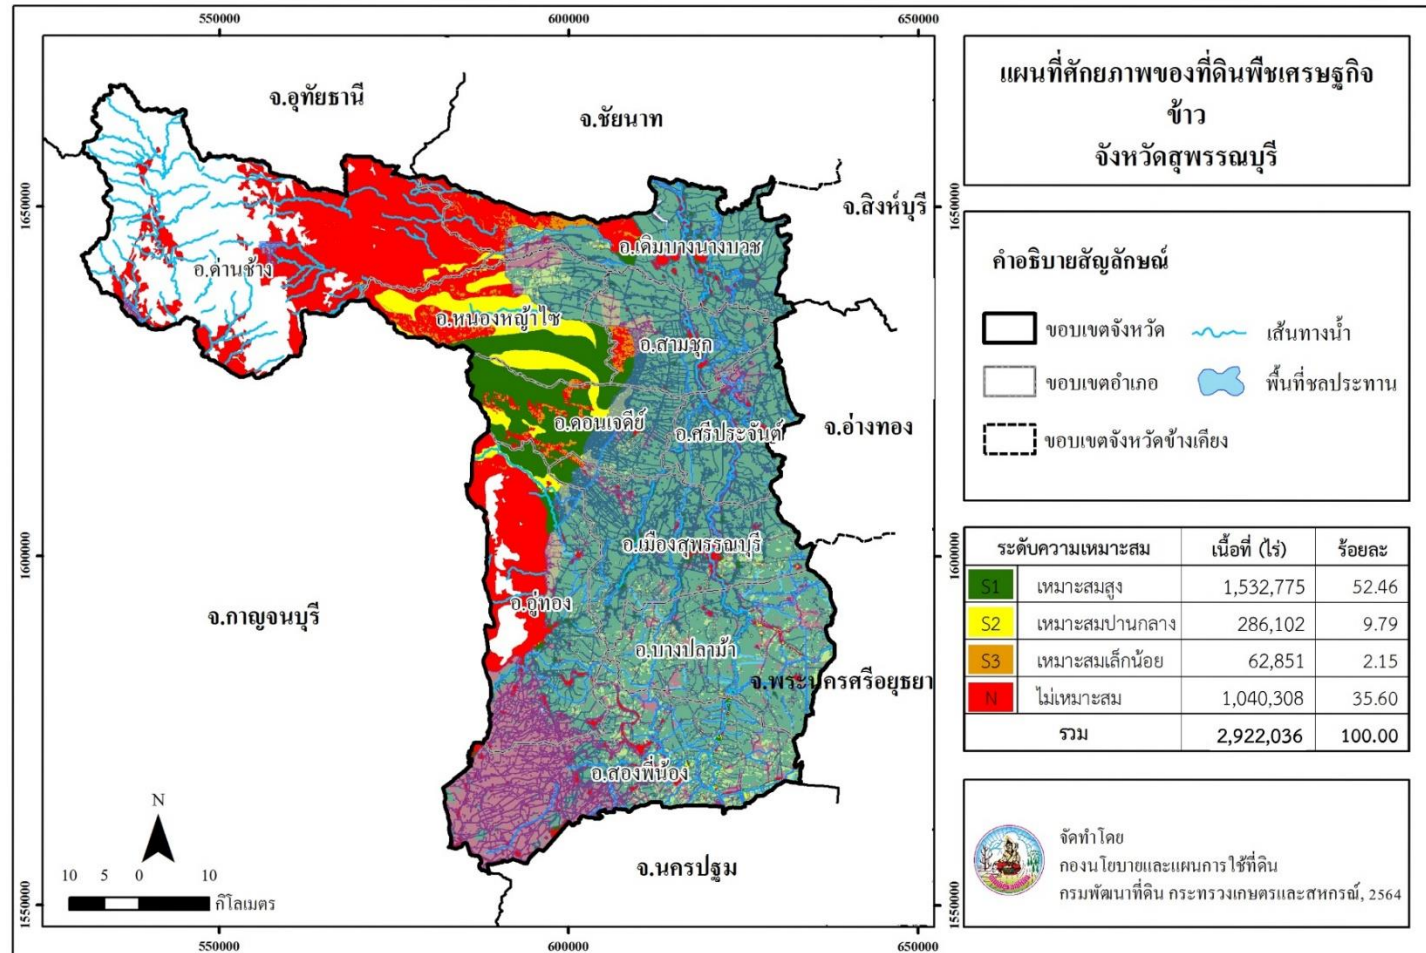 550000
600000
650000
แผนที่ศักยภาพของที่ดินพืชเศรษฐกิจ
ข้าว
จังหวัดสุพรรณบุรี
จ.อุทัยธานี
จ.ชัยนาท
จ.สิงห์บุรี
1650000
1650000
อ.เดิมบางนางบวช
อ.ด่านช้าง
อ.หนองหญ้าไซ
อ.สามชุก
อ.ดอนเจดีย์
อ.ศรีประจันต์
จ.อ่างทอง
อ.เมืองสุพรรณบุรี
1600000
1600000
อ.อู่ทอง
จ.กาญจนบุรี
อ.บางปลาม้า
จ.พระนครศรีอยุธยา
อ.สองพี่น้อง
จ.นครปฐม
N
10 5 0 10
กิโลเมตร
1550000
1550000
550000
600000
650000
คำอธิบายสัญลักษณ์
ขอบเขตจังหวัด
เส้นทางน้ำ
ขอบเขตอำเภอ
พื้นที่ชลประทาน
ขอบเขตจังหวัดข้างเคียง
ระดับความเหมาะสม เนื้อที่ (ไร่) ร้อยละ
S1 เหมาะสมสูง 1,532,775 52.46
S2 เหมาะสมปานกลาง 286,102 9.79
S3 เหมาะสมเล็กน้อย 62,851 2.15
N ไม่เหมาะสม 1,040,308 35.60
รวม 2,922,036 100.00
จัดทำโดย
กองนโยบายและแผนการใช้ที่ดิน
กรมพัฒนาที่ดิน กระทรวงเกษตรและสหกรณ์, 2564